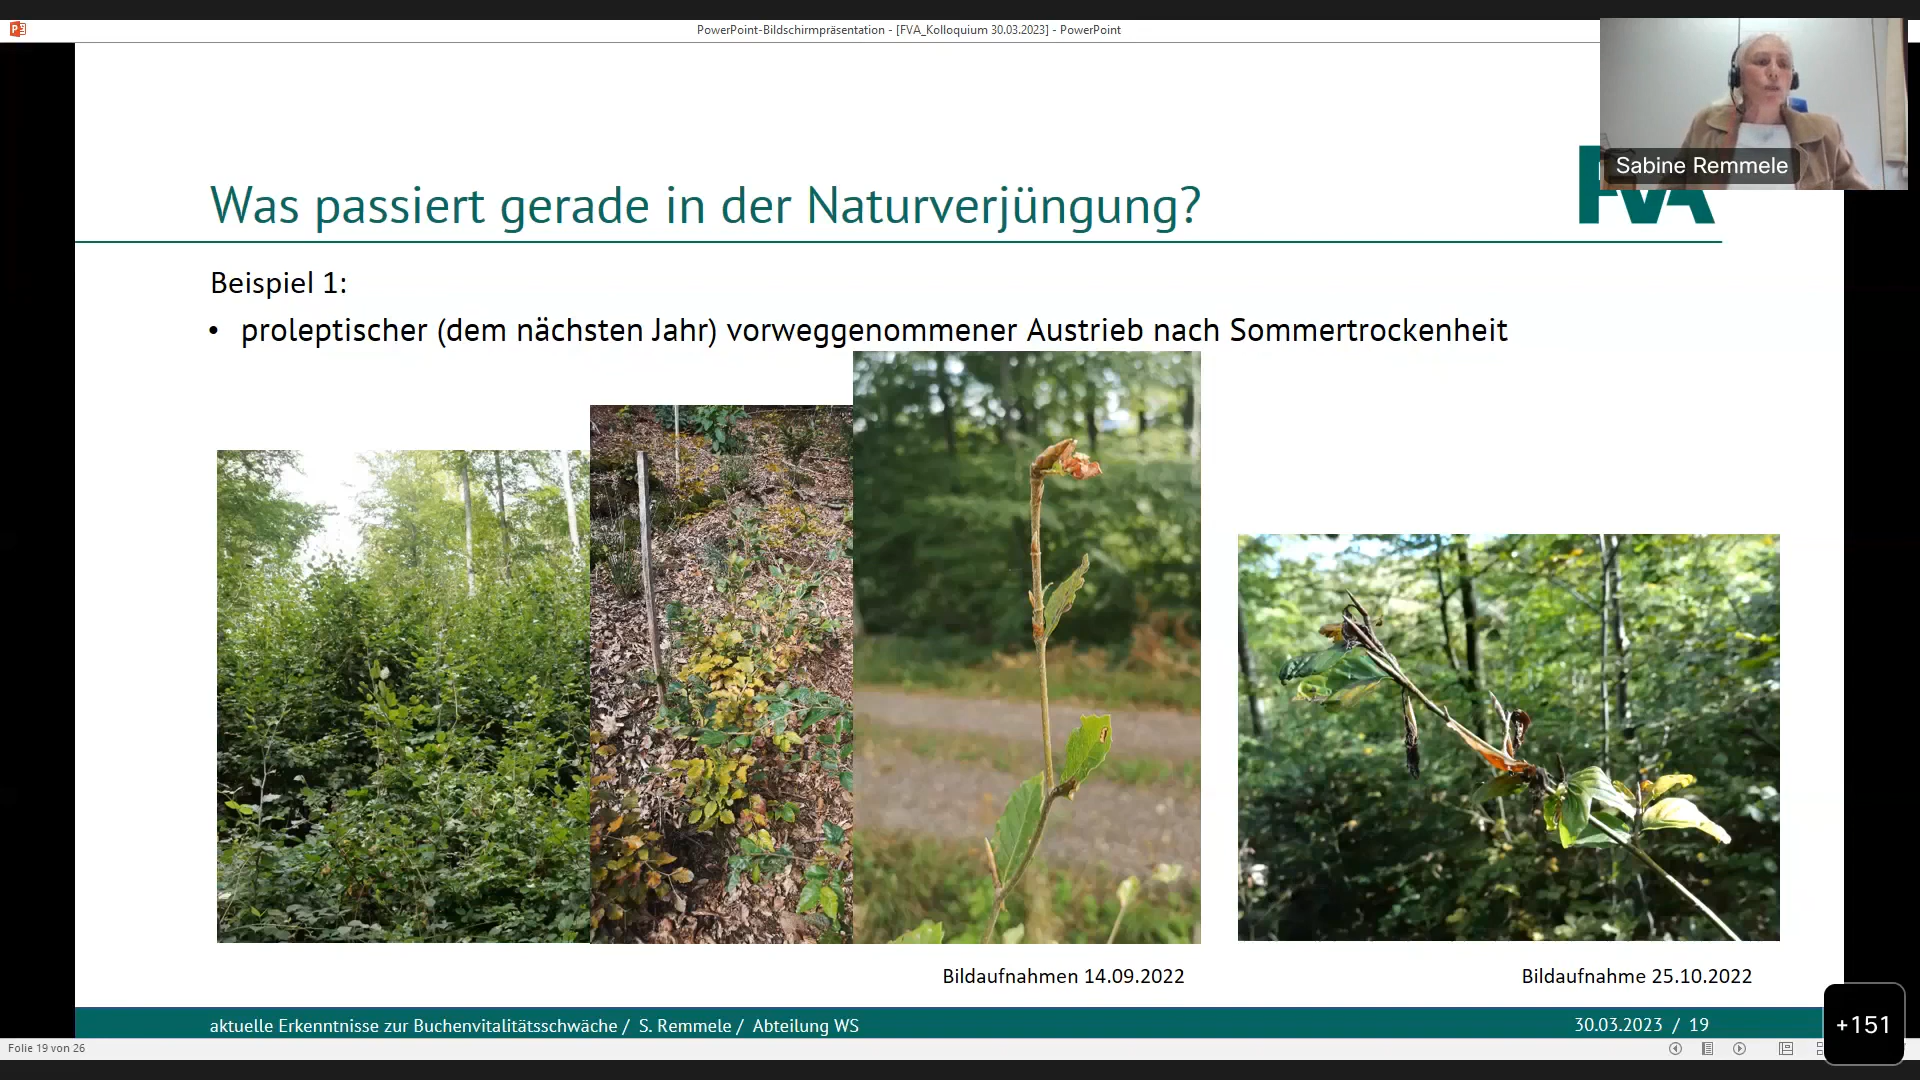 PowerPoint-Bildschirmpräsentation - [FVA_Kolloquium 30.03.2023] - PowerPoint
Sabine Remmele
FVA
Was passiert gerade in der Naturverjüngung?
Beispiel 1:
• proleptischer (dem nächsten Jahr) vorweggenommener Austrieb nach Sommertrockenheit
Bildaufnahmen 14.09.2022
Bildaufnahme 25.10.2022
aktuelle Erkenntnisse zur Buchenvitalitätsschwäche / S. Remmele / Abteilung WS
30.03.2023 / 19
+151
Folie 19 von 26